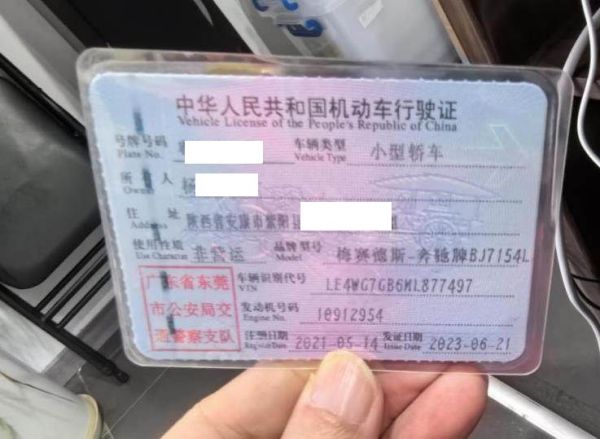 中华人民共和国机动车行驶证
Vehicle License of the People's Republic of China
号牌号码 车辆类型 小型轿车
Plate No. Vehicle Type
所有人 杨
Owner
住址 陕西省安康市紫阳县
Address
使用性质 非营运 品牌型号 梅赛德斯-奔驰牌BJ7154L
Use Character Model
广东省东莞 车辆识别代号 LE4WG7GB6ML877497
VIN
市公安局交 发动机号码 10912954
Engine No.
通警察支队 注册日期 2021-05-14 发证日期 2023-06-21
Register Date Issue Date